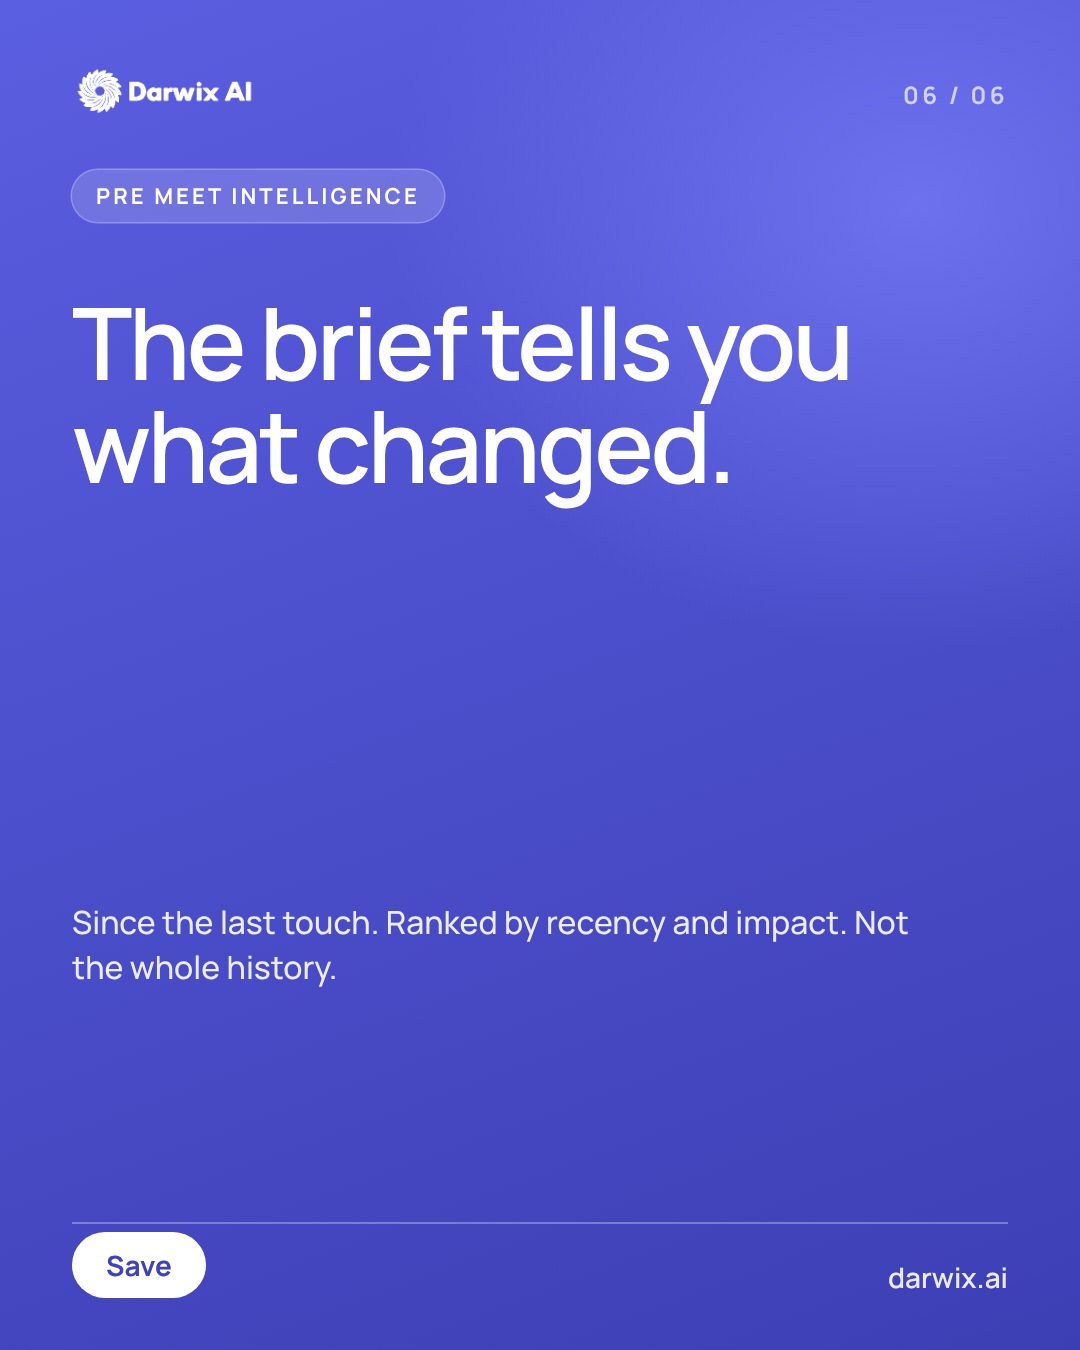 Darwix AI
06 / 06
PRE MEET INTELLIGENCE
The brief tells you
what changed.
Since the last touch. Ranked by recency and impact. Not
the whole history.
Save
darwix.ai